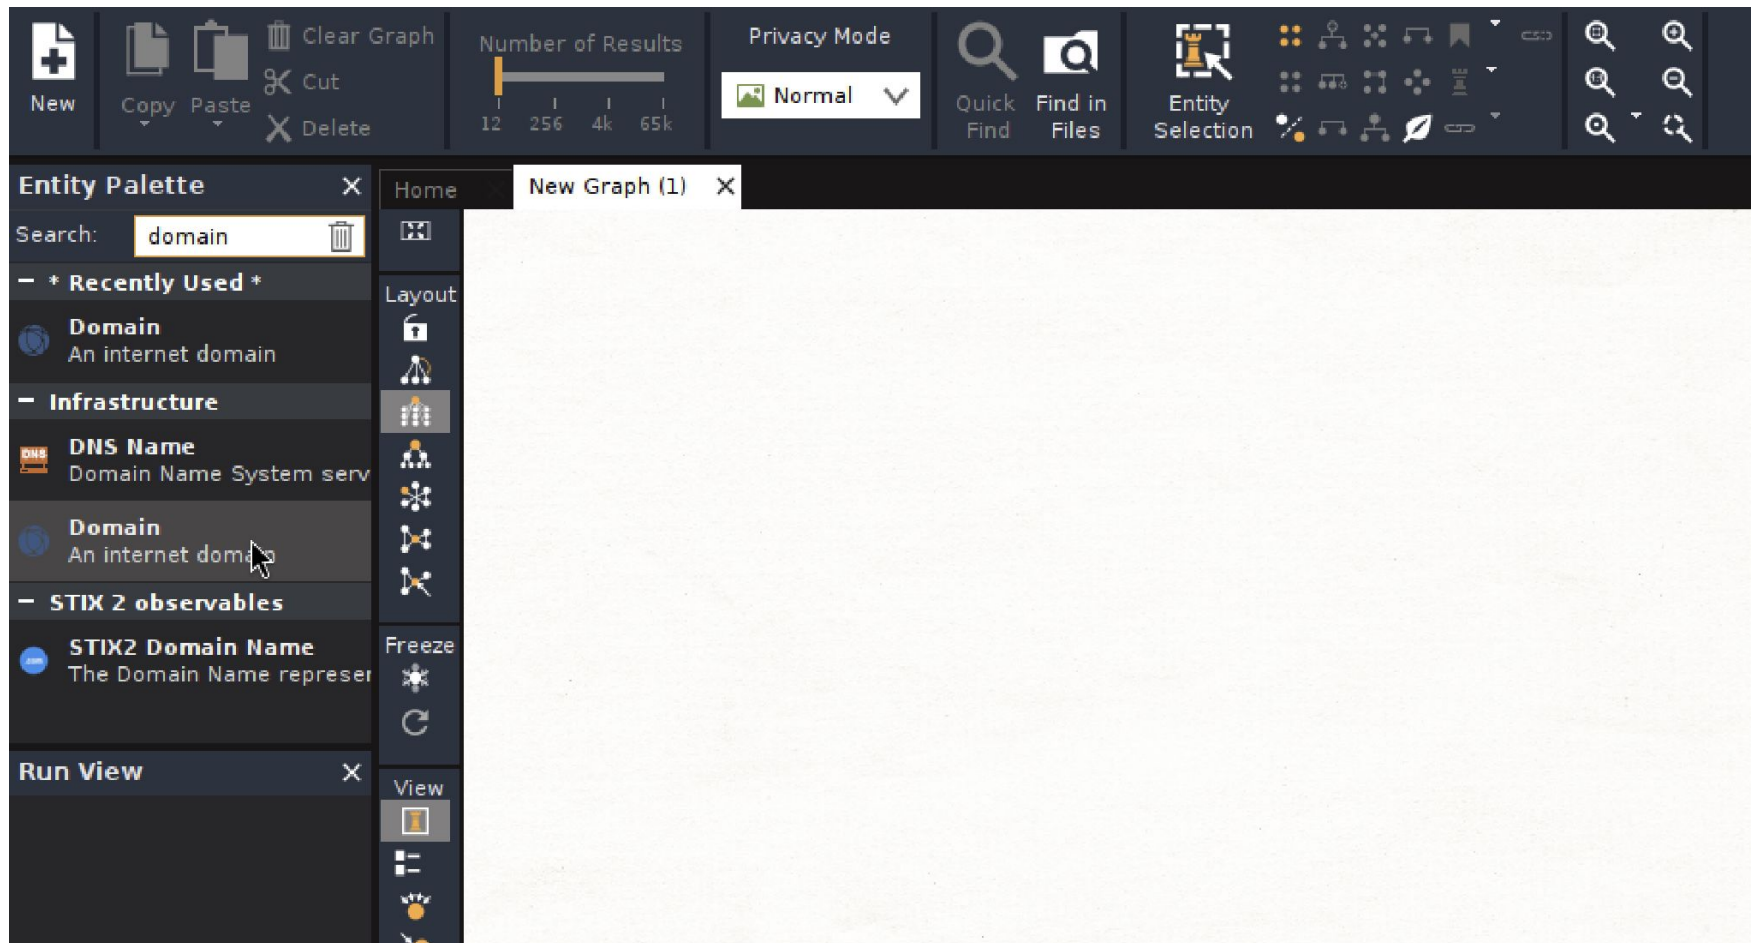 New
Copy
Paste
Clear Graph
Cut
Delete
Number of Results
12 256 4k 65k
Privacy Mode
Normal
Quick
Find
Find in
Files
Entity
Selection
Entity Palette
Home
New Graph (1)
Search:
domain
* Recently Used *
Domain
An internet domain
Infrastructure
DNS
DNS Name
Domain Name System serv
Domain
An internet domain
STIX 2 observables
.com
STIX2 Domain Name
The Domain Name represer
Run View
Layout
Freeze
View